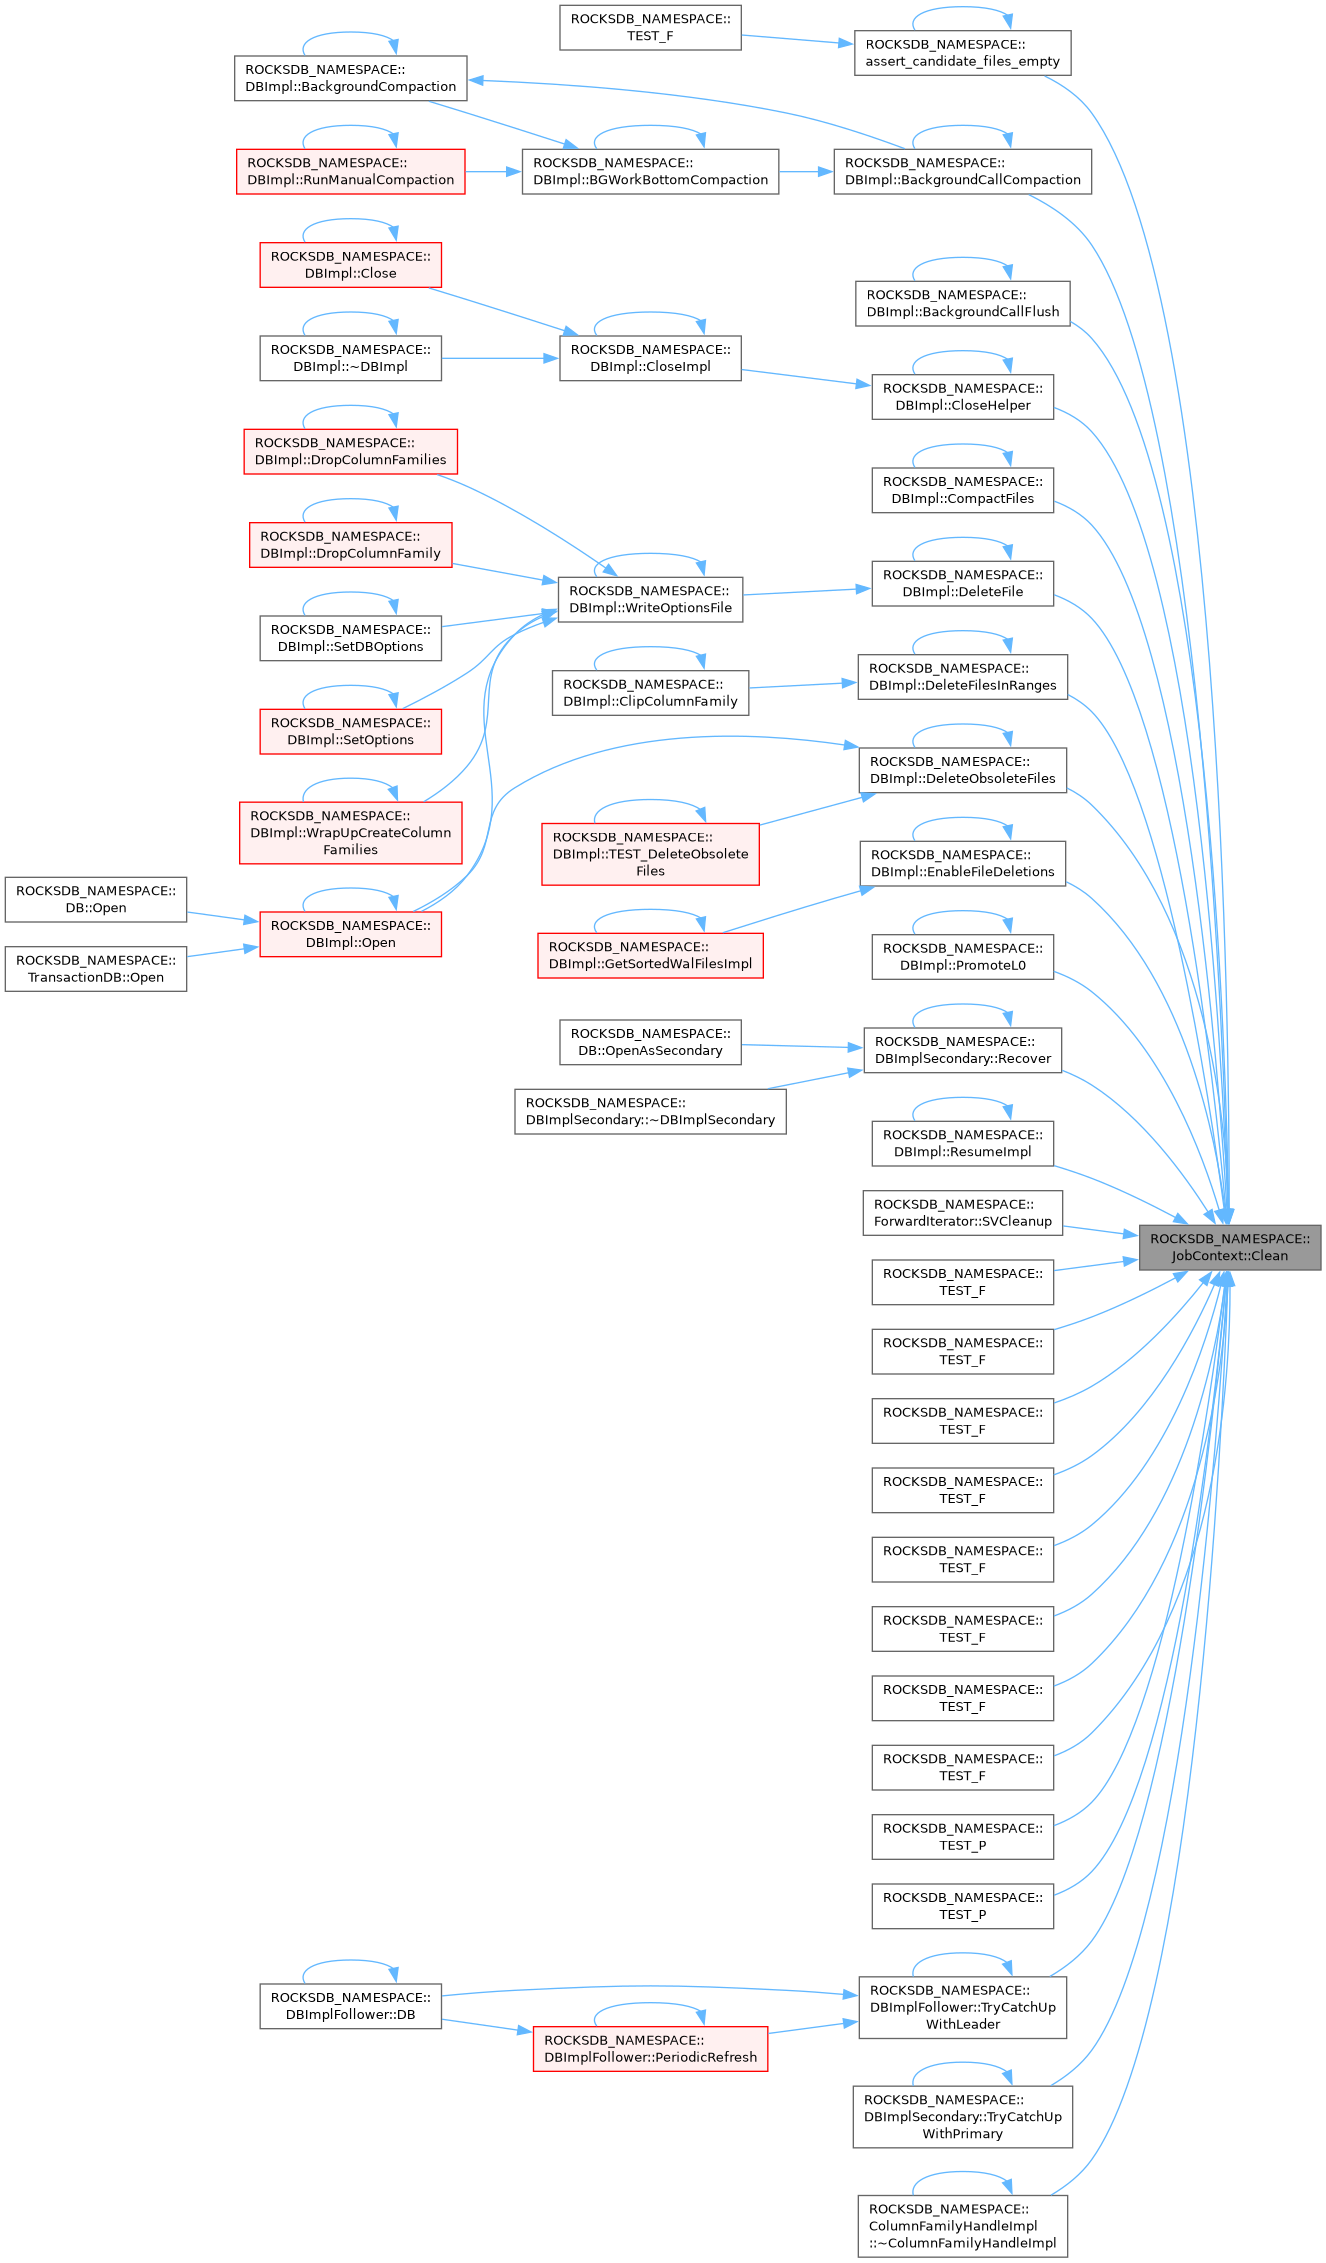 ROCKSDB_NAMESPACE::
TEST_F
ROCKSDB_NAMESPACE::
assert_candidate_files_empty
ROCKSDB_NAMESPACE::
DBImpl::BackgroundCompaction
ROCKSDB_NAMESPACE::
DBImpl::RunManualCompaction
ROCKSDB_NAMESPACE::
DBImpl::BGWorkBottomCompaction
ROCKSDB_NAMESPACE::
DBImpl::BackgroundCallCompaction
ROCKSDB_NAMESPACE::
DBImpl::Close
ROCKSDB_NAMESPACE::
DBImpl::BackgroundCallFlush
ROCKSDB_NAMESPACE::
DBImpl::~DBImpl
ROCKSDB_NAMESPACE::
DBImpl::CloseImpl
ROCKSDB_NAMESPACE::
DBImpl::CloseHelper
ROCKSDB_NAMESPACE::
DBImpl::DropColumnFamilies
ROCKSDB_NAMESPACE::
DBImpl::CompactFiles
ROCKSDB_NAMESPACE::
DBImpl::DropColumnFamily
ROCKSDB_NAMESPACE::
DBImpl::WriteOptionsFile
ROCKSDB_NAMESPACE::
DBImpl::DeleteFile
ROCKSDB_NAMESPACE::
DBImpl::SetDBOptions
ROCKSDB_NAMESPACE::
DBImpl::ClipColumnFamily
ROCKSDB_NAMESPACE::
DBImpl::DeleteFilesInRanges
ROCKSDB_NAMESPACE::
DBImpl::SetOptions
ROCKSDB_NAMESPACE::
DBImpl::DeleteObsoleteFiles
ROCKSDB_NAMESPACE::
DBImpl::WrapUpCreateColumn
Families
ROCKSDB_NAMESPACE::
DBImpl::TEST_DeleteObsolete
Files
ROCKSDB_NAMESPACE::
DBImpl::EnableFileDeletions
ROCKSDB_NAMESPACE::
DB::Open
ROCKSDB_NAMESPACE::
TransactionDB::Open
ROCKSDB_NAMESPACE::
DBImpl::Open
ROCKSDB_NAMESPACE::
DBImpl::GetSortedWalFilesImpl
ROCKSDB_NAMESPACE::
DBImpl::PromoteL0
ROCKSDB_NAMESPACE::
DB::OpenAsSecondary
ROCKSDB_NAMESPACE::
DBImplSecondary::Recover
ROCKSDB_NAMESPACE::
DBImplSecondary::~DBImplSecondary
ROCKSDB_NAMESPACE::
DBImpl::ResumeImpl
ROCKSDB_NAMESPACE::
ForwardIterator::SVCleanup
ROCKSDB_NAMESPACE::
JobContext::Clean
ROCKSDB_NAMESPACE::
TEST_F
ROCKSDB_NAMESPACE::
TEST_F
ROCKSDB_NAMESPACE::
TEST_F
ROCKSDB_NAMESPACE::
TEST_F
ROCKSDB_NAMESPACE::
TEST_F
ROCKSDB_NAMESPACE::
TEST_F
ROCKSDB_NAMESPACE::
TEST_F
ROCKSDB_NAMESPACE::
TEST_F
ROCKSDB_NAMESPACE::
TEST_P
ROCKSDB_NAMESPACE::
TEST_P
ROCKSDB_NAMESPACE::
DBImplFollower::DB
ROCKSDB_NAMESPACE::
DBImplFollower::PeriodicRefresh
ROCKSDB_NAMESPACE::
DBImplFollower::TryCatchUp
WithLeader
ROCKSDB_NAMESPACE::
DBImplSecondary::TryCatchUp
WithPrimary
ROCKSDB_NAMESPACE::
ColumnFamilyHandleImpl
::~ColumnFamilyHandleImpl